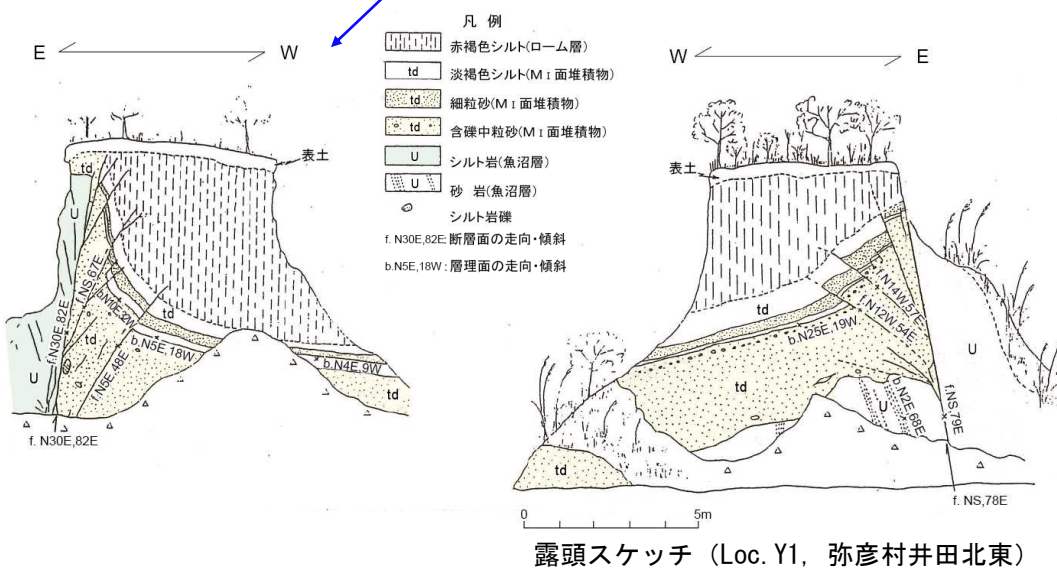 凡 例
赤褐色シルト(ローム層)
td 淡褐色シルト(MⅠ面堆積物)
td 細粒砂(MⅠ面堆積物)
td 含礫中粒砂(MⅠ面堆積物)
U シルト岩(魚沼層)
U 砂 岩(魚沼層)
シルト岩礫
f. N30E,82E: 断層面の走向・傾斜
b.N5E,18W: 層理面の走向・傾斜
E W
表土
td
U
f.NS,67E
td
f.N30E,82E
td
b.N5E,18W
b.N4E,9W
f.N5E,48E
U
td
f. N30E,82E
W E
表土
td
f.N14W,57E
f.N12W,54E
b.N25E,19W
U
td
U
b.N2E,68E
f.NS,79E
td
f. NS,78E
0 5m
露頭スケッチ (Loc. Y1, 弥彦村井田北東)